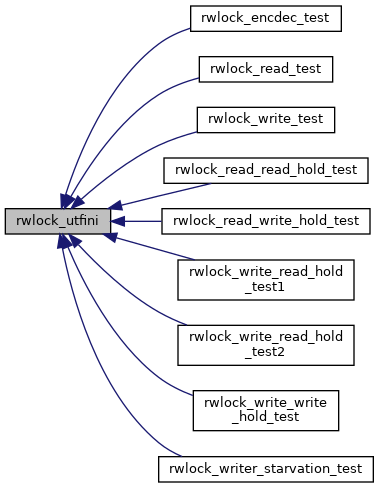 rwlock_encdec_test
rwlock_read_test
rwlock_write_test
rwlock_read_read_hold_test
rwlock_utfini
rwlock_read_write_hold_test
rwlock_write_read_hold
_test1
rwlock_write_read_hold
_test2
rwlock_write_write
_hold_test
rwlock_writer_starvation_test